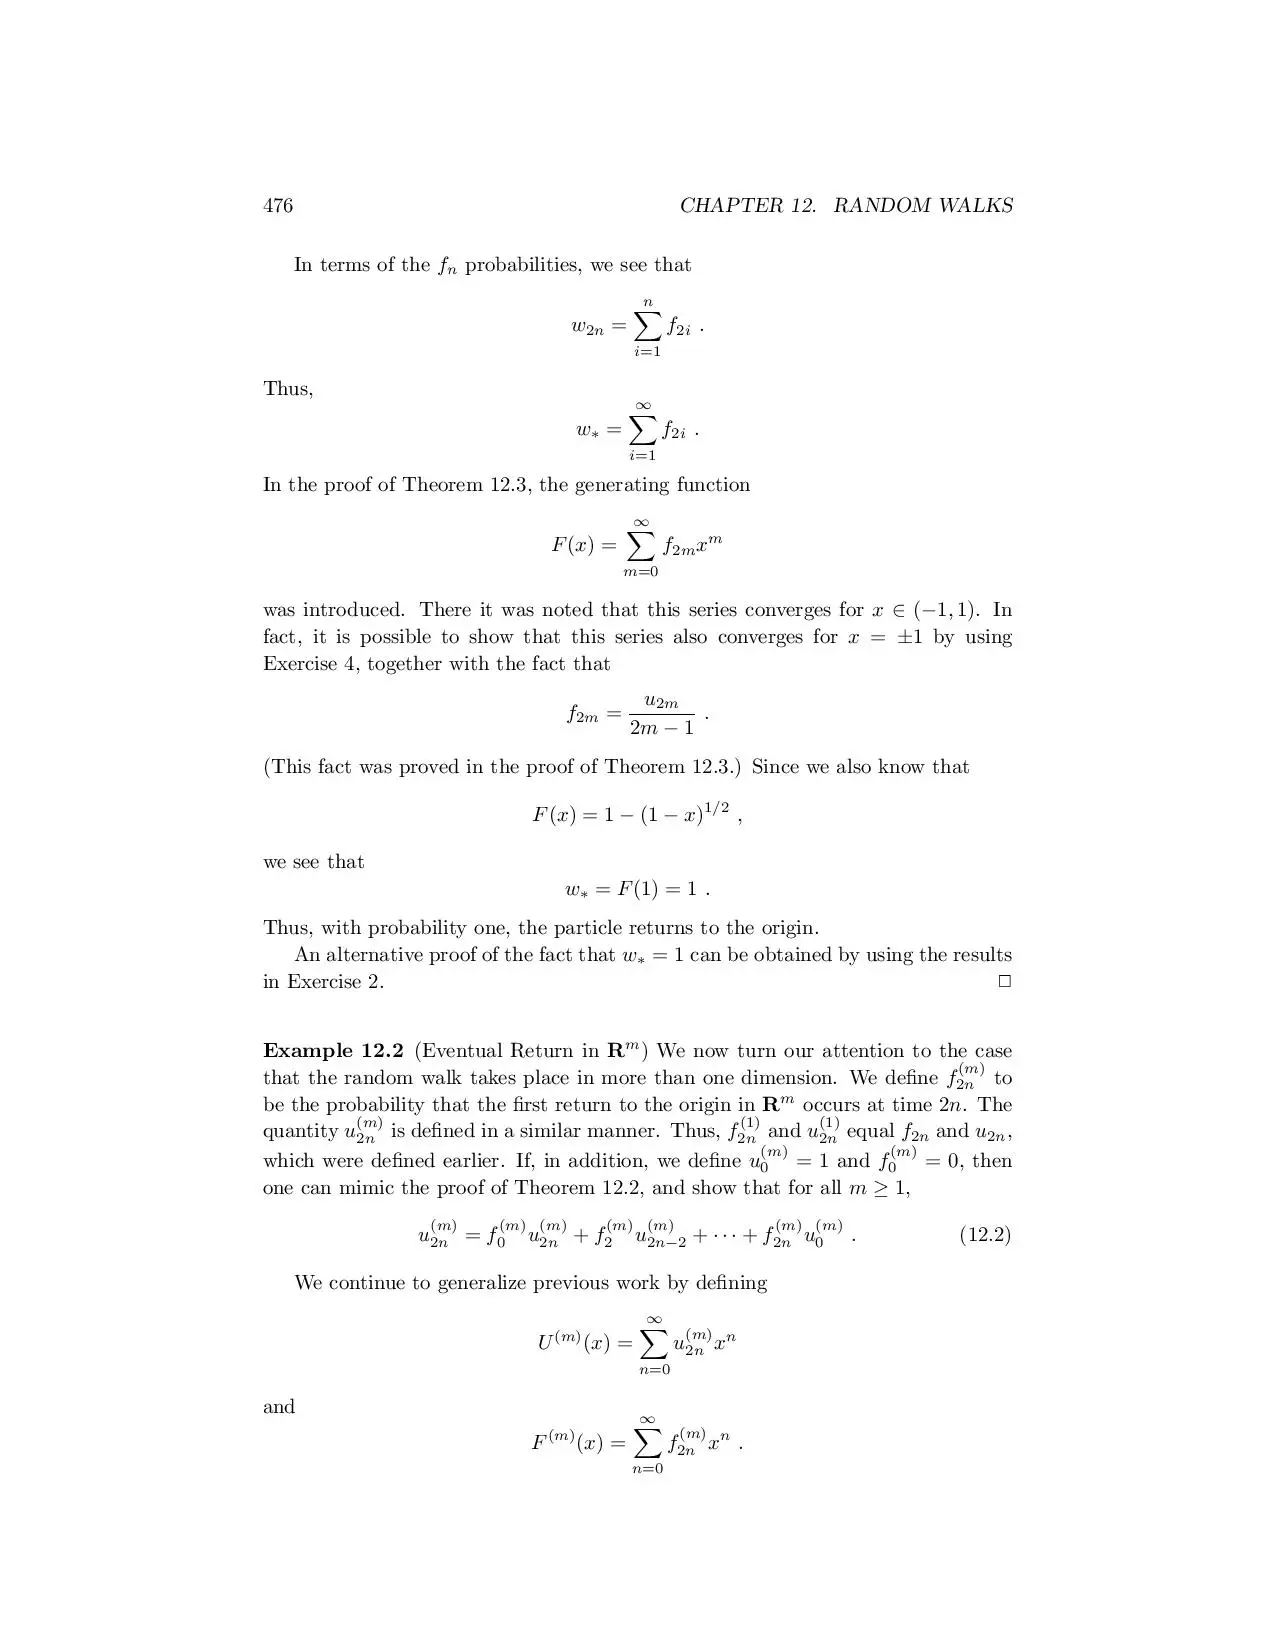 476 CHAPTER 12. RANDOM WALKS
In terms of the $f_n$ probabilities, we see that
$$w_{2n} = \sum_{i=1}^{n} f_{2i} \ .$$
Thus,
$$w_* = \sum_{i=1}^{\infty} f_{2i} \ .$$
In the proof of Theorem 12.3, the generating function
$$F(x) = \sum_{m=0}^{\infty} f_{2m} x^m$$
was introduced. There it was noted that this series converges for $x \in (-1, 1)$. In
fact, it is possible to show that this series also converges for $x = \pm 1$ by using
Exercise 4, together with the fact that
$$f_{2m} = \frac{u_{2m}}{2m-1} \ .$$
(This fact was proved in the proof of Theorem 12.3.) Since we also know that
$$F(x) = 1 - (1-x)^{1/2} \ ,$$
we see that
$$w_* = F(1) = 1 \ .$$
Thus, with probability one, the particle returns to the origin.
An alternative proof of the fact that $w_* = 1$ can be obtained by using the results
in Exercise 2. □
Example 12.2 (Eventual Return in $\mathbf{R}^m$) We now turn our attention to the case
that the random walk takes place in more than one dimension. We define $f_{2n}^{(m)}$ to
be the probability that the first return to the origin in $\mathbf{R}^m$ occurs at time $2n$. The
quantity $u_{2n}^{(m)}$ is defined in a similar manner. Thus, $f_{2n}^{(1)}$ and $u_{2n}^{(1)}$ equal $f_{2n}$ and $u_{2n}$,
which were defined earlier. If, in addition, we define $u_0^{(m)} = 1$ and $f_0^{(m)} = 0$, then
one can mimic the proof of Theorem 12.2, and show that for all $m \geq 1$,
$$u_{2n}^{(m)} = f_0^{(m)} u_{2n}^{(m)} + f_2^{(m)} u_{2n-2}^{(m)} + \cdots + f_{2n}^{(m)} u_0^{(m)} \ . \quad (12.2)$$
We continue to generalize previous work by defining
$$U^{(m)}(x) = \sum_{n=0}^{\infty} u_{2n}^{(m)} x^n$$
and
$$F^{(m)}(x) = \sum_{n=0}^{\infty} f_{2n}^{(m)} x^n \ .$$